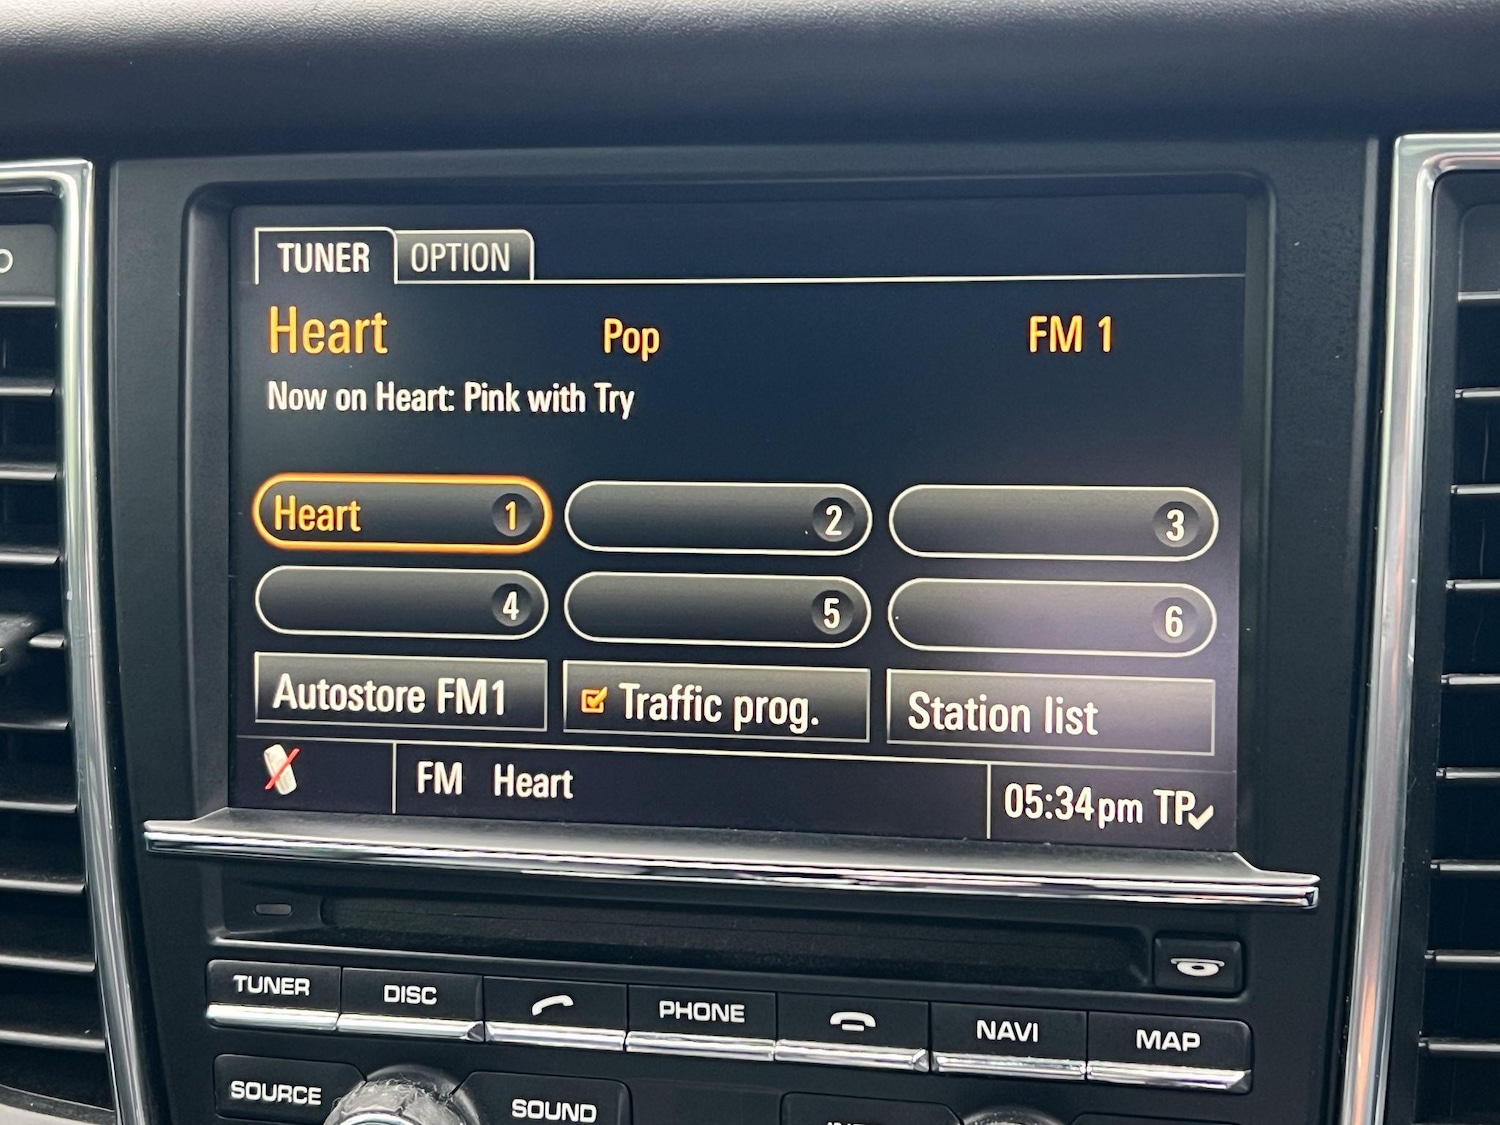 TUNER OPTION
Heart Pop FM 1
Now on Heart: Pink with Try
Heart 1 2 3
4 5 6
Autostore FM1 Traffic prog. Station list
FM Heart 05:34pm TP
TUNER DISC PHONE NAVI MAP
SOURCE SOUND